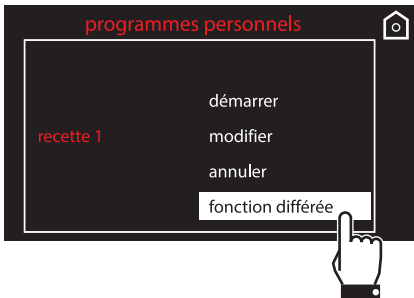 programmes personnels
démarrer
recette 1
modifier
annuler
fonction différée